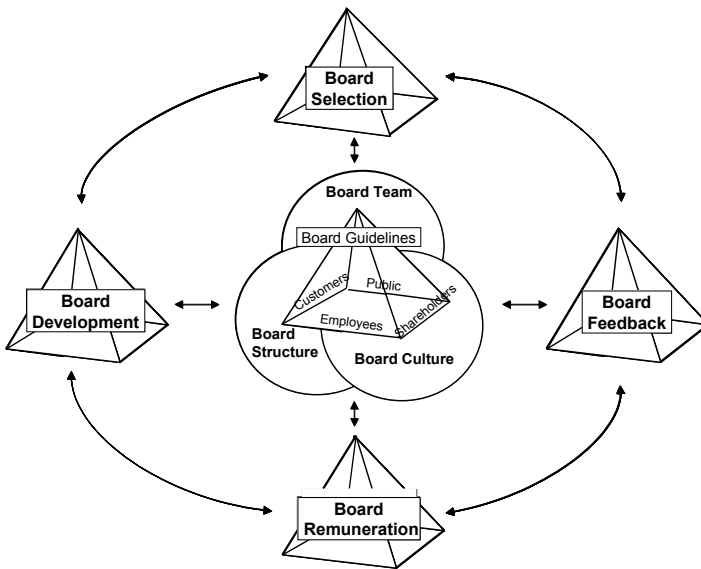 Board
Selection
Board Team
Board Guidelines
Customers
Public
Employees
Shareholders
Board
Structure
Board Culture
Board
Development
Board
Feedback
Board
Remuneration